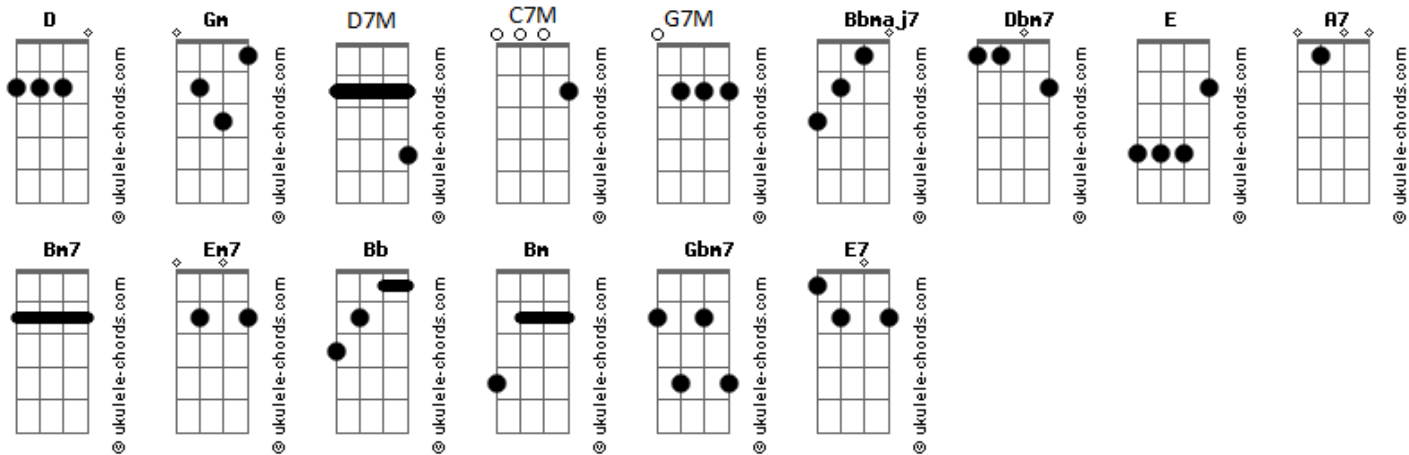 D Gm D7M C7M G7M Bbmaj7 Dbm7 E A7
© ukulele-chords.com © ukulele-chords.com © ukulele-chords.com © ukulele-chords.com © ukulele-chords.com © ukulele-chords.com © ukulele-chords.com © ukulele-chords.com © ukulele-chords.com
Bm7 Em7 Bb Bm Gbm7 E7
© ukulele-chords.com © ukulele-chords.com © ukulele-chords.com © ukulele-chords.com © ukulele-chords.com © ukulele-chords.com